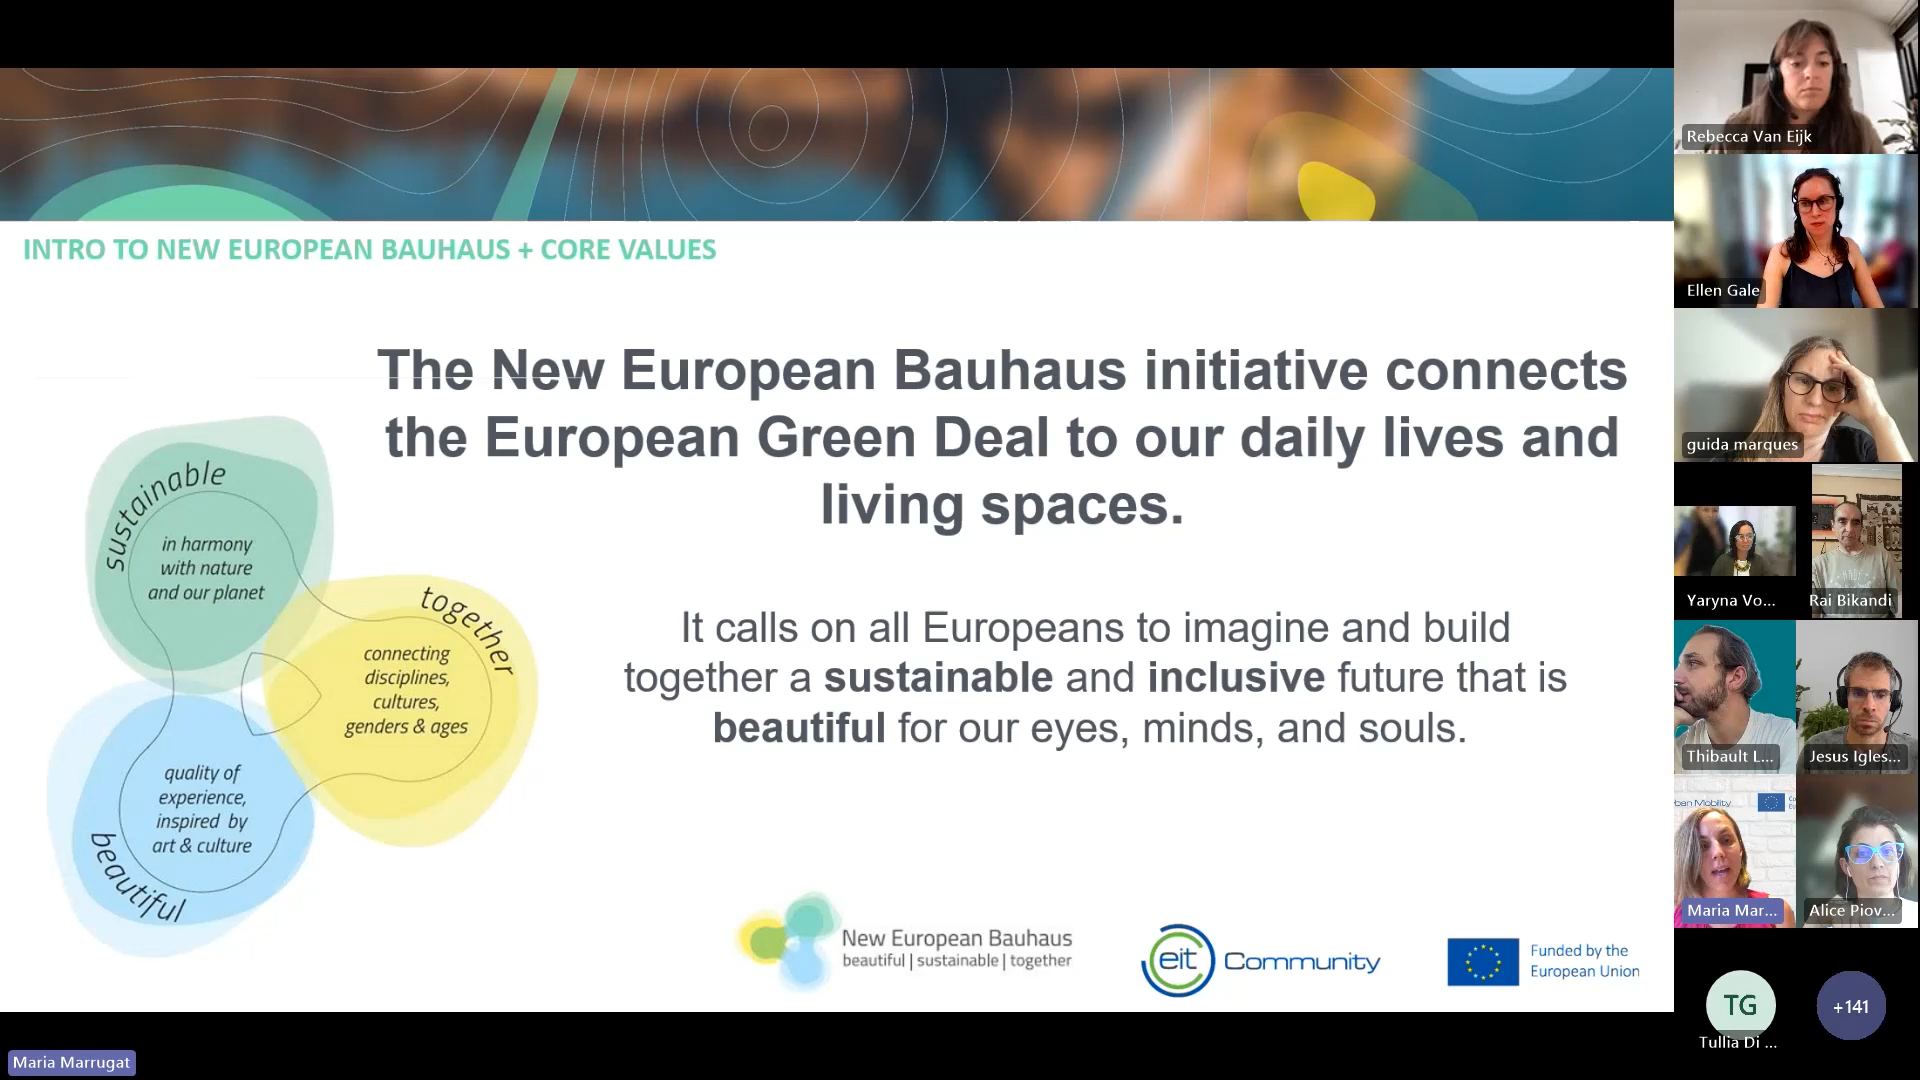 INTRO TO NEW EUROPEAN BAUHAUS + CORE VALUES
The New European Bauhaus initiative connects
the European Green Deal to our daily lives and
living spaces.
It calls on all Europeans to imagine and build
together a sustainable and inclusive future that is
beautiful for our eyes, minds, and souls.
sustainable
in harmony
with nature
and our planet
together
connecting
disciplines,
cultures,
genders & ages
quality of
experience,
inspired by
art & culture
beautiful
New European Bauhaus
beautiful | sustainable | together
eit Community
Funded by the
European Union
Maria Marrugat
Rebecca Van Eijk
Ellen Gale
guida marques
Yaryna Vo...
Rai Bikandi
Thibault L...
Jesus Igles...
Maria Mar...
Alice Piov...
TG
Tullia Di ...
+141